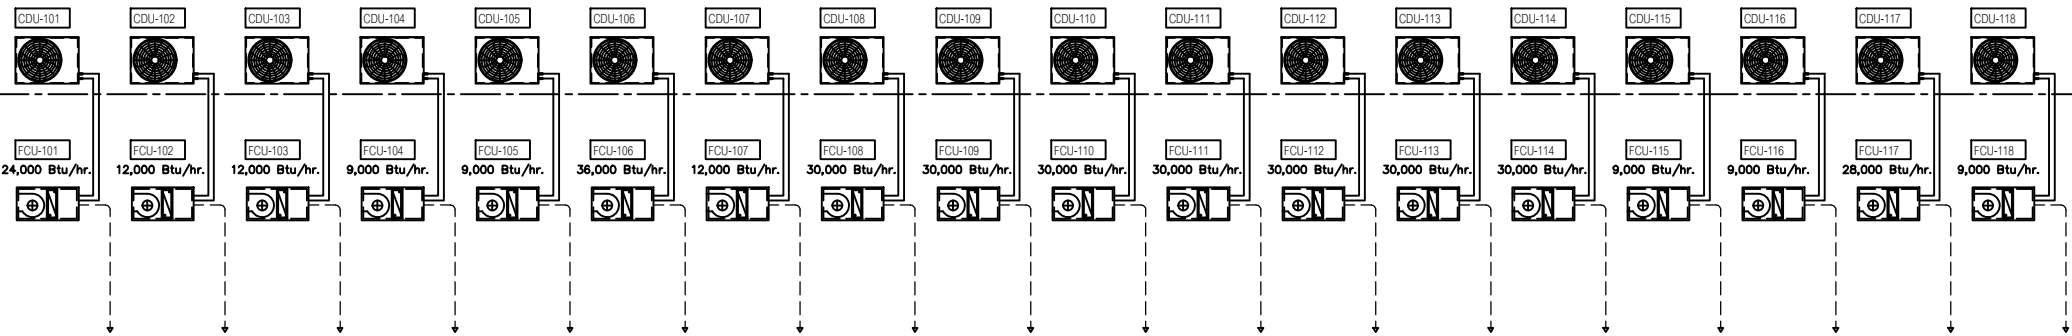 CDU-101 CDU-102 CDU-103 CDU-104 CDU-105 CDU-106 CDU-107 CDU-108 CDU-109 CDU-110 CDU-111 CDU-112 CDU-113 CDU-114 CDU-115 CDU-116 CDU-117 CDU-118
FCU-101 FCU-102 FCU-103 FCU-104 FCU-105 FCU-106 FCU-107 FCU-108 FCU-109 FCU-110 FCU-111 FCU-112 FCU-113 FCU-114 FCU-115 FCU-116 FCU-117 FCU-118
24,000 Btu/hr. 12,000 Btu/hr. 12,000 Btu/hr. 9,000 Btu/hr. 9,000 Btu/hr. 36,000 Btu/hr. 12,000 Btu/hr. 30,000 Btu/hr. 30,000 Btu/hr. 30,000 Btu/hr. 30,000 Btu/hr. 30,000 Btu/hr. 30,000 Btu/hr. 30,000 Btu/hr. 9,000 Btu/hr. 9,000 Btu/hr. 28,000 Btu/hr. 9,000 Btu/hr.